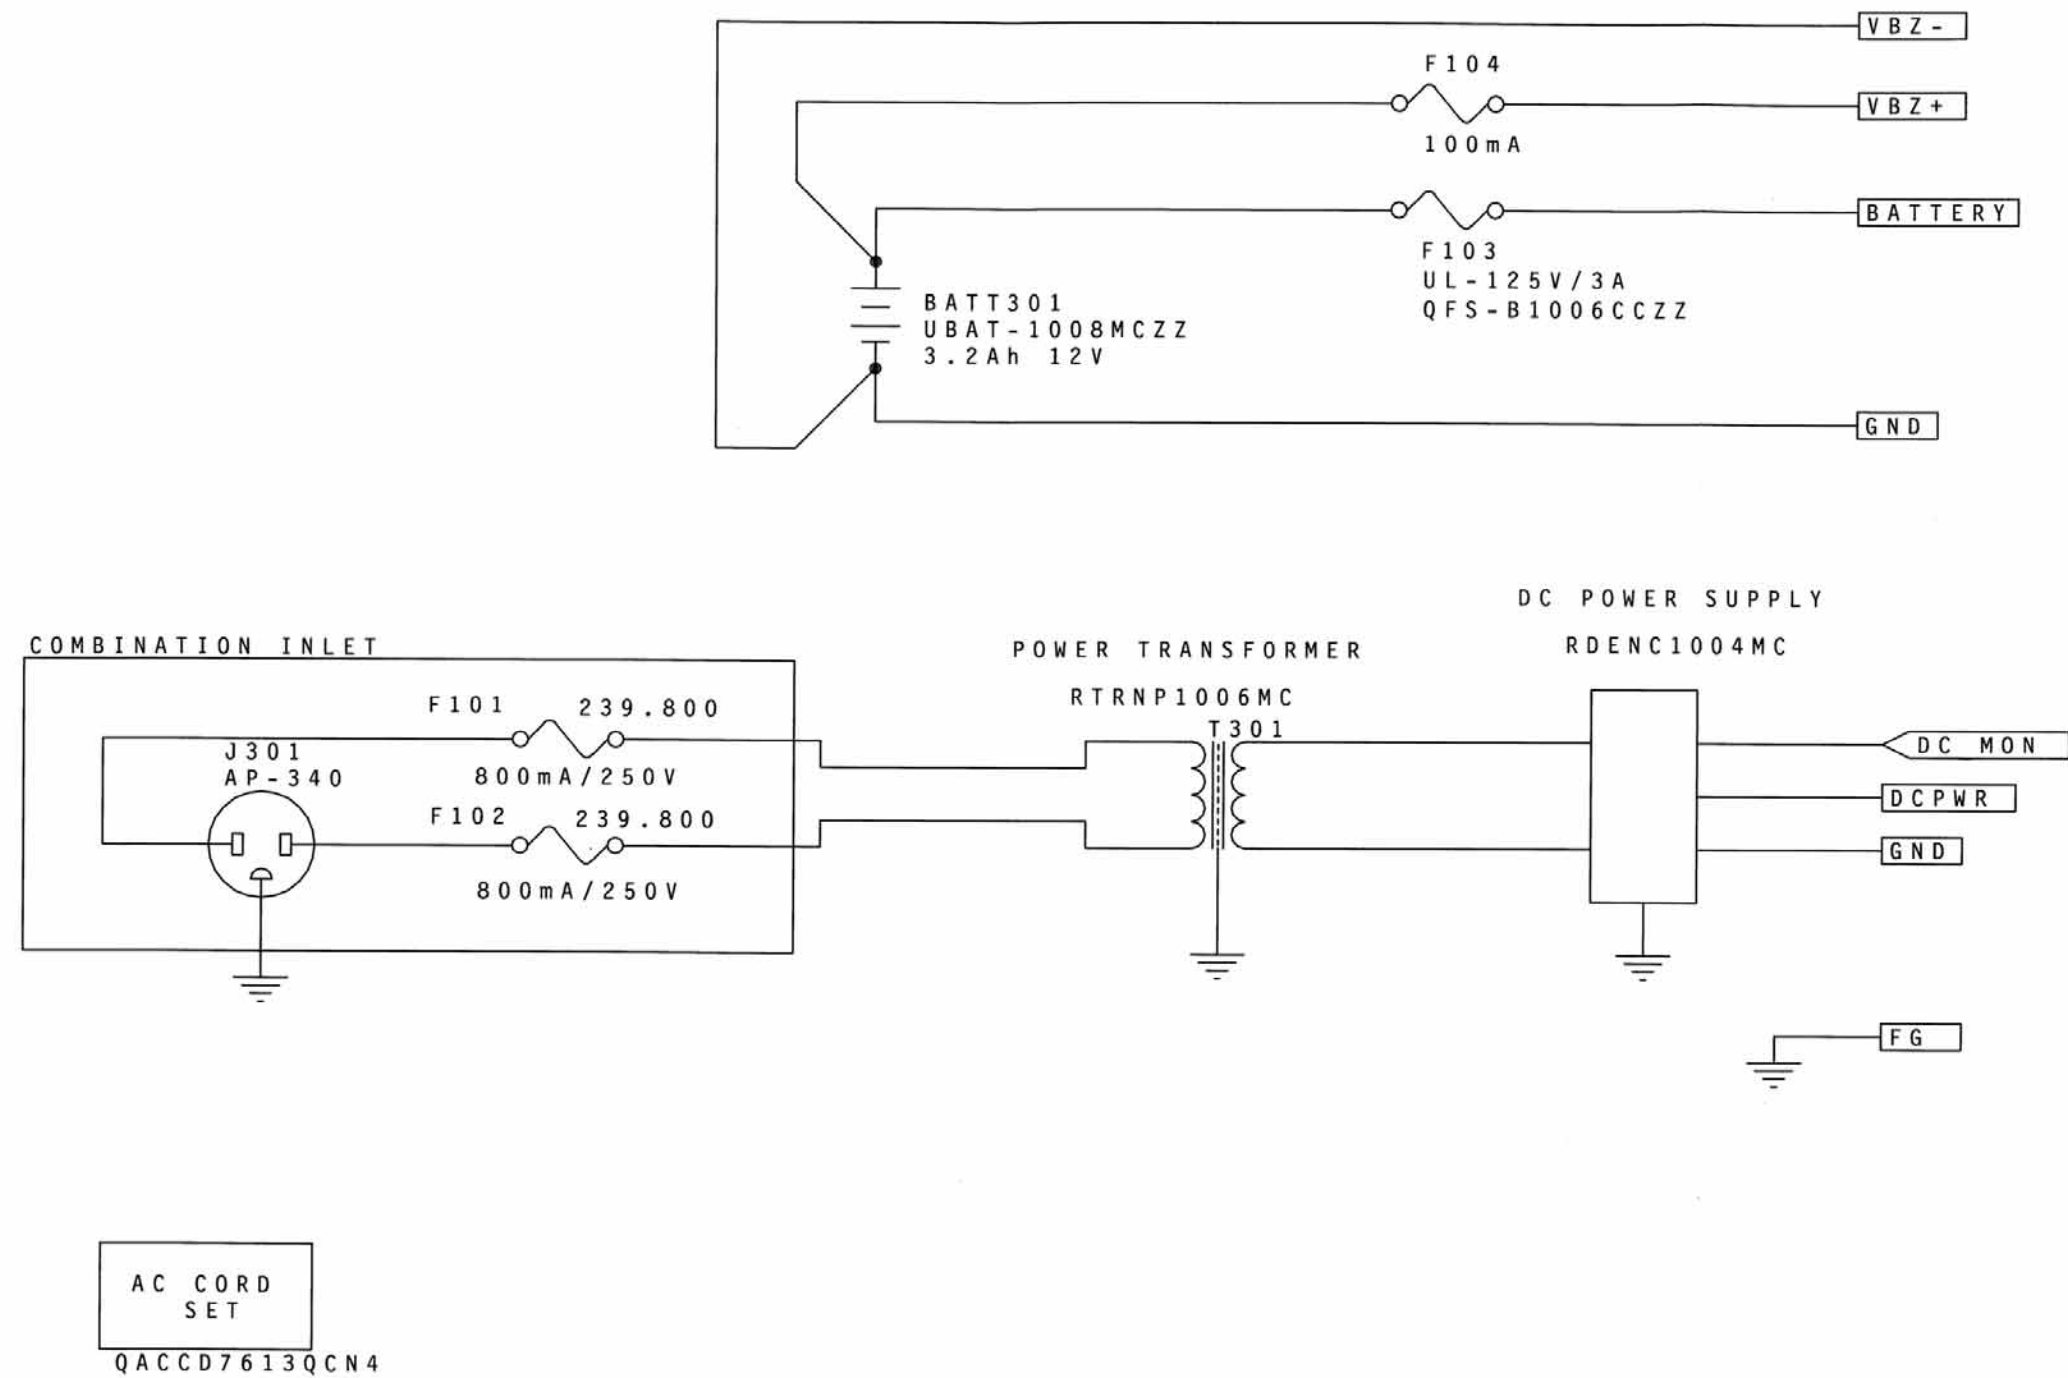 VBZ-
F104
VBZ+
100mA
BATTERY
F103
UL-125V/3A
QFS-B1006CCZZ
BATT301
UBAT-1008MCZZ
3.2Ah 12V
GND
DC POWER SUPPLY
RDENC1004MC
COMBINATION INLET
POWER TRANSFORMER
RTRNP1006MC
T301
F101 239.800
J301
AP-340
800mA/250V
F102 239.800
800mA/250V
DC MON
DCPWR
GND
FG
AC CORD
SET
QACCD7613QCN4